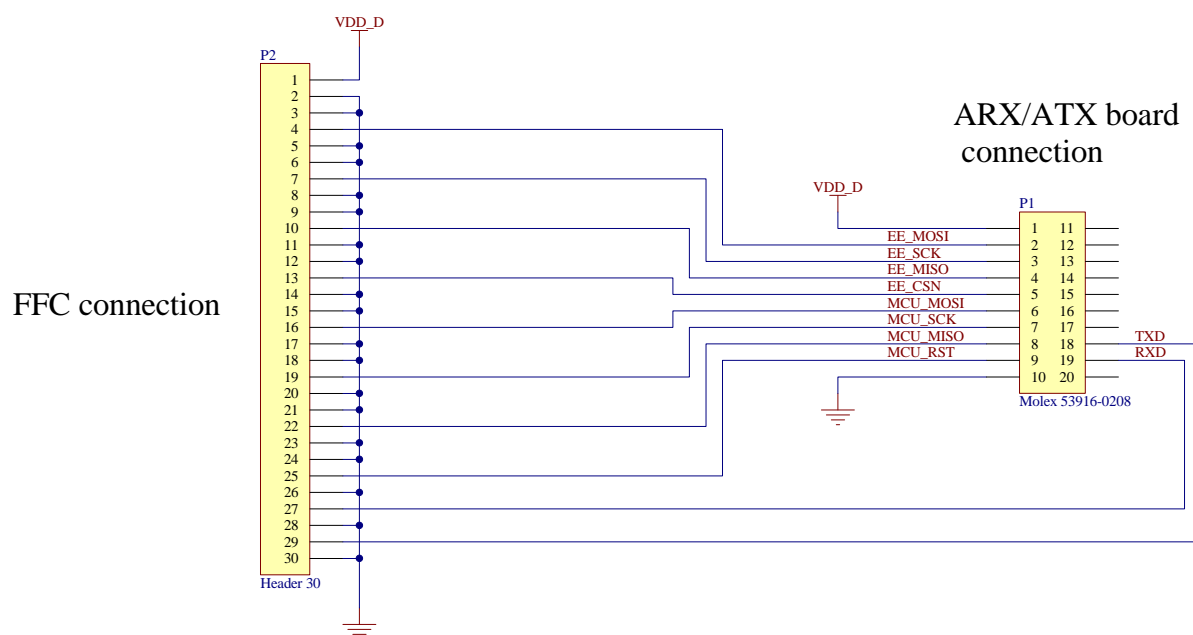 VDD_D
P2
1
2
3
4
5
6
7
8
9
10
11
12
13
14
15
16
17
18
19
20
21
22
23
24
25
26
27
28
29
30
Header 30
FFC connection
ARX/ATX board
connection
VDD_D
P1
1 11
EE_MOSI 2 12
EE_SCK 3 13
EE_MISO 4 14
EE_CSN 5 15
MCU_MOSI 6 16
MCU_SCK 7 17
MCU_MISO 8 18 TXD
MCU_RST 9 19 RXD
10 20
Molex 53916-0208